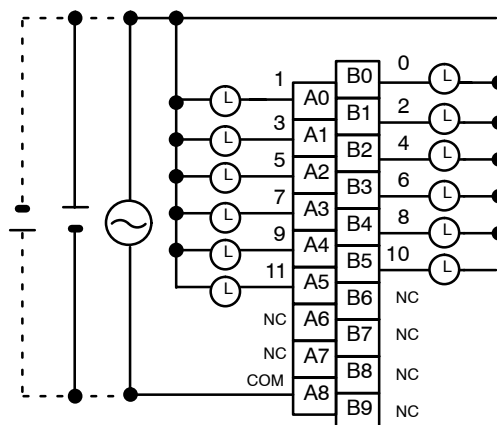 0
1 L A0 B0 L
2
3 L A1 B1 L
4
5 L A2 B2 L
6
7 L A3 B3 L
8
9 L A4 B4 L
10
11 L A5 B5 L
NC A6 B6 NC
NC A7 B7 NC
COM A8 B8 NC
B9 NC